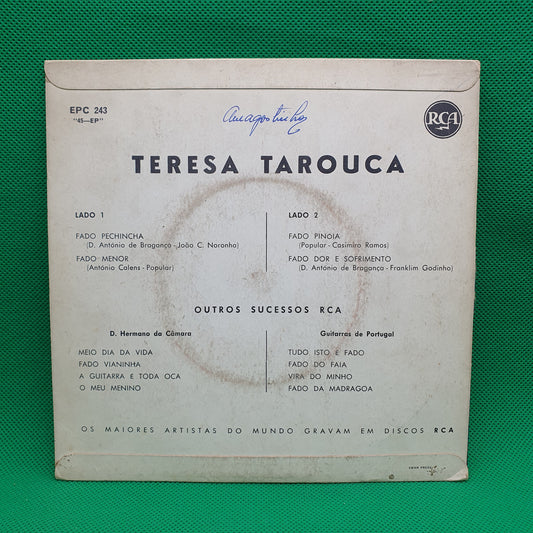 EPC 243
"45—EP"
RCA
TERESA TAROUCA
LADO 1
FADO PECHINCHA
(D. António de Bragança - João C. Noronha)
FADO MENOR
(António Calens - Popular)
LADO 2
FADO PINOIA
(Popular - Casimiro Ramos)
FADO DOR E SOFRIMENTO
(D. António de Bragança - Franklim Godinho)
OUTROS SUCESSOS RCA
D. Hermano da Câmara
MEIO DIA DA VIDA
FADO VIANINHA
A GUITARRA É TODA OCA
O MEU MENINO
Guitarras de Portugal
TUDO ISTO É FADO
FADO DO FAIA
VIRA DO MINHO
FADO DA MADRAGOA
OS MAIORES ARTISTAS DO MUNDO GRAVAM EM DISCOS RCA